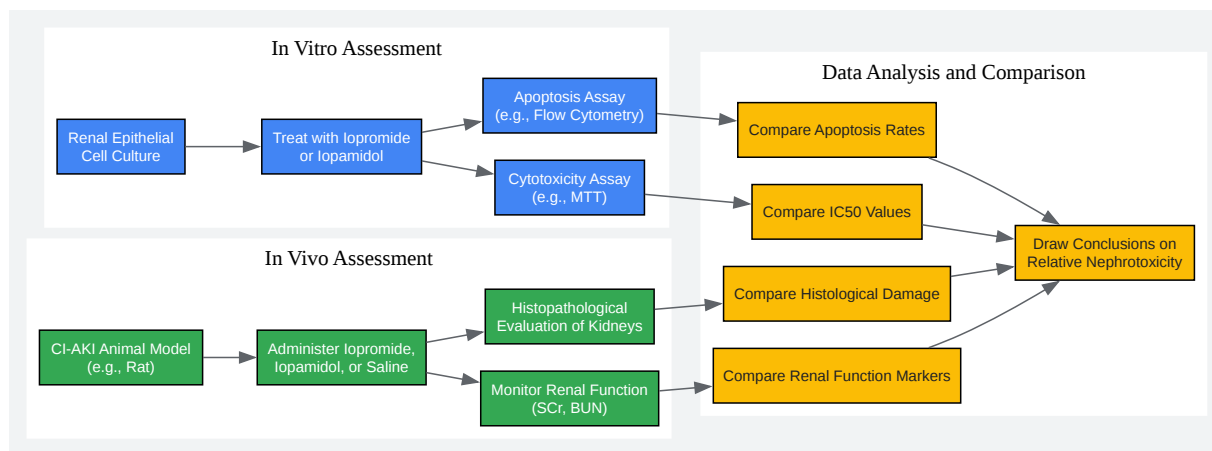 In Vitro Assessment
Renal Epithelial
Cell Culture
Treat with Iopromide
or Iopamidol
Apoptosis Assay
(e.g., Flow Cytometry)
Cytotoxicity Assay
(e.g., MTT)
In Vivo Assessment
CI-AKI Animal Model
(e.g., Rat)
Administer Iopromide,
Iopamidol, or Saline
Histopathological
Evaluation of Kidneys
Monitor Renal Function
(SCr, BUN)
Data Analysis and Comparison
Compare Apoptosis Rates
Compare IC50 Values
Compare Histological Damage
Compare Renal Function Markers
Draw Conclusions on
Relative Nephrotoxicity